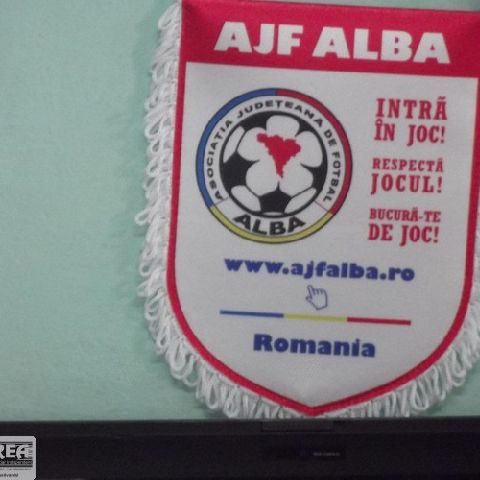 AJF ALBA
ASOCIAȚIA JUDEȚEANĂ DE FOTBAL
ALBA
INTRĂ
ÎN JOC!
RESPECTĂ
JOCUL!
BUCURĂ-TE
DE JOC!
www.ajfalba.ro
Romania